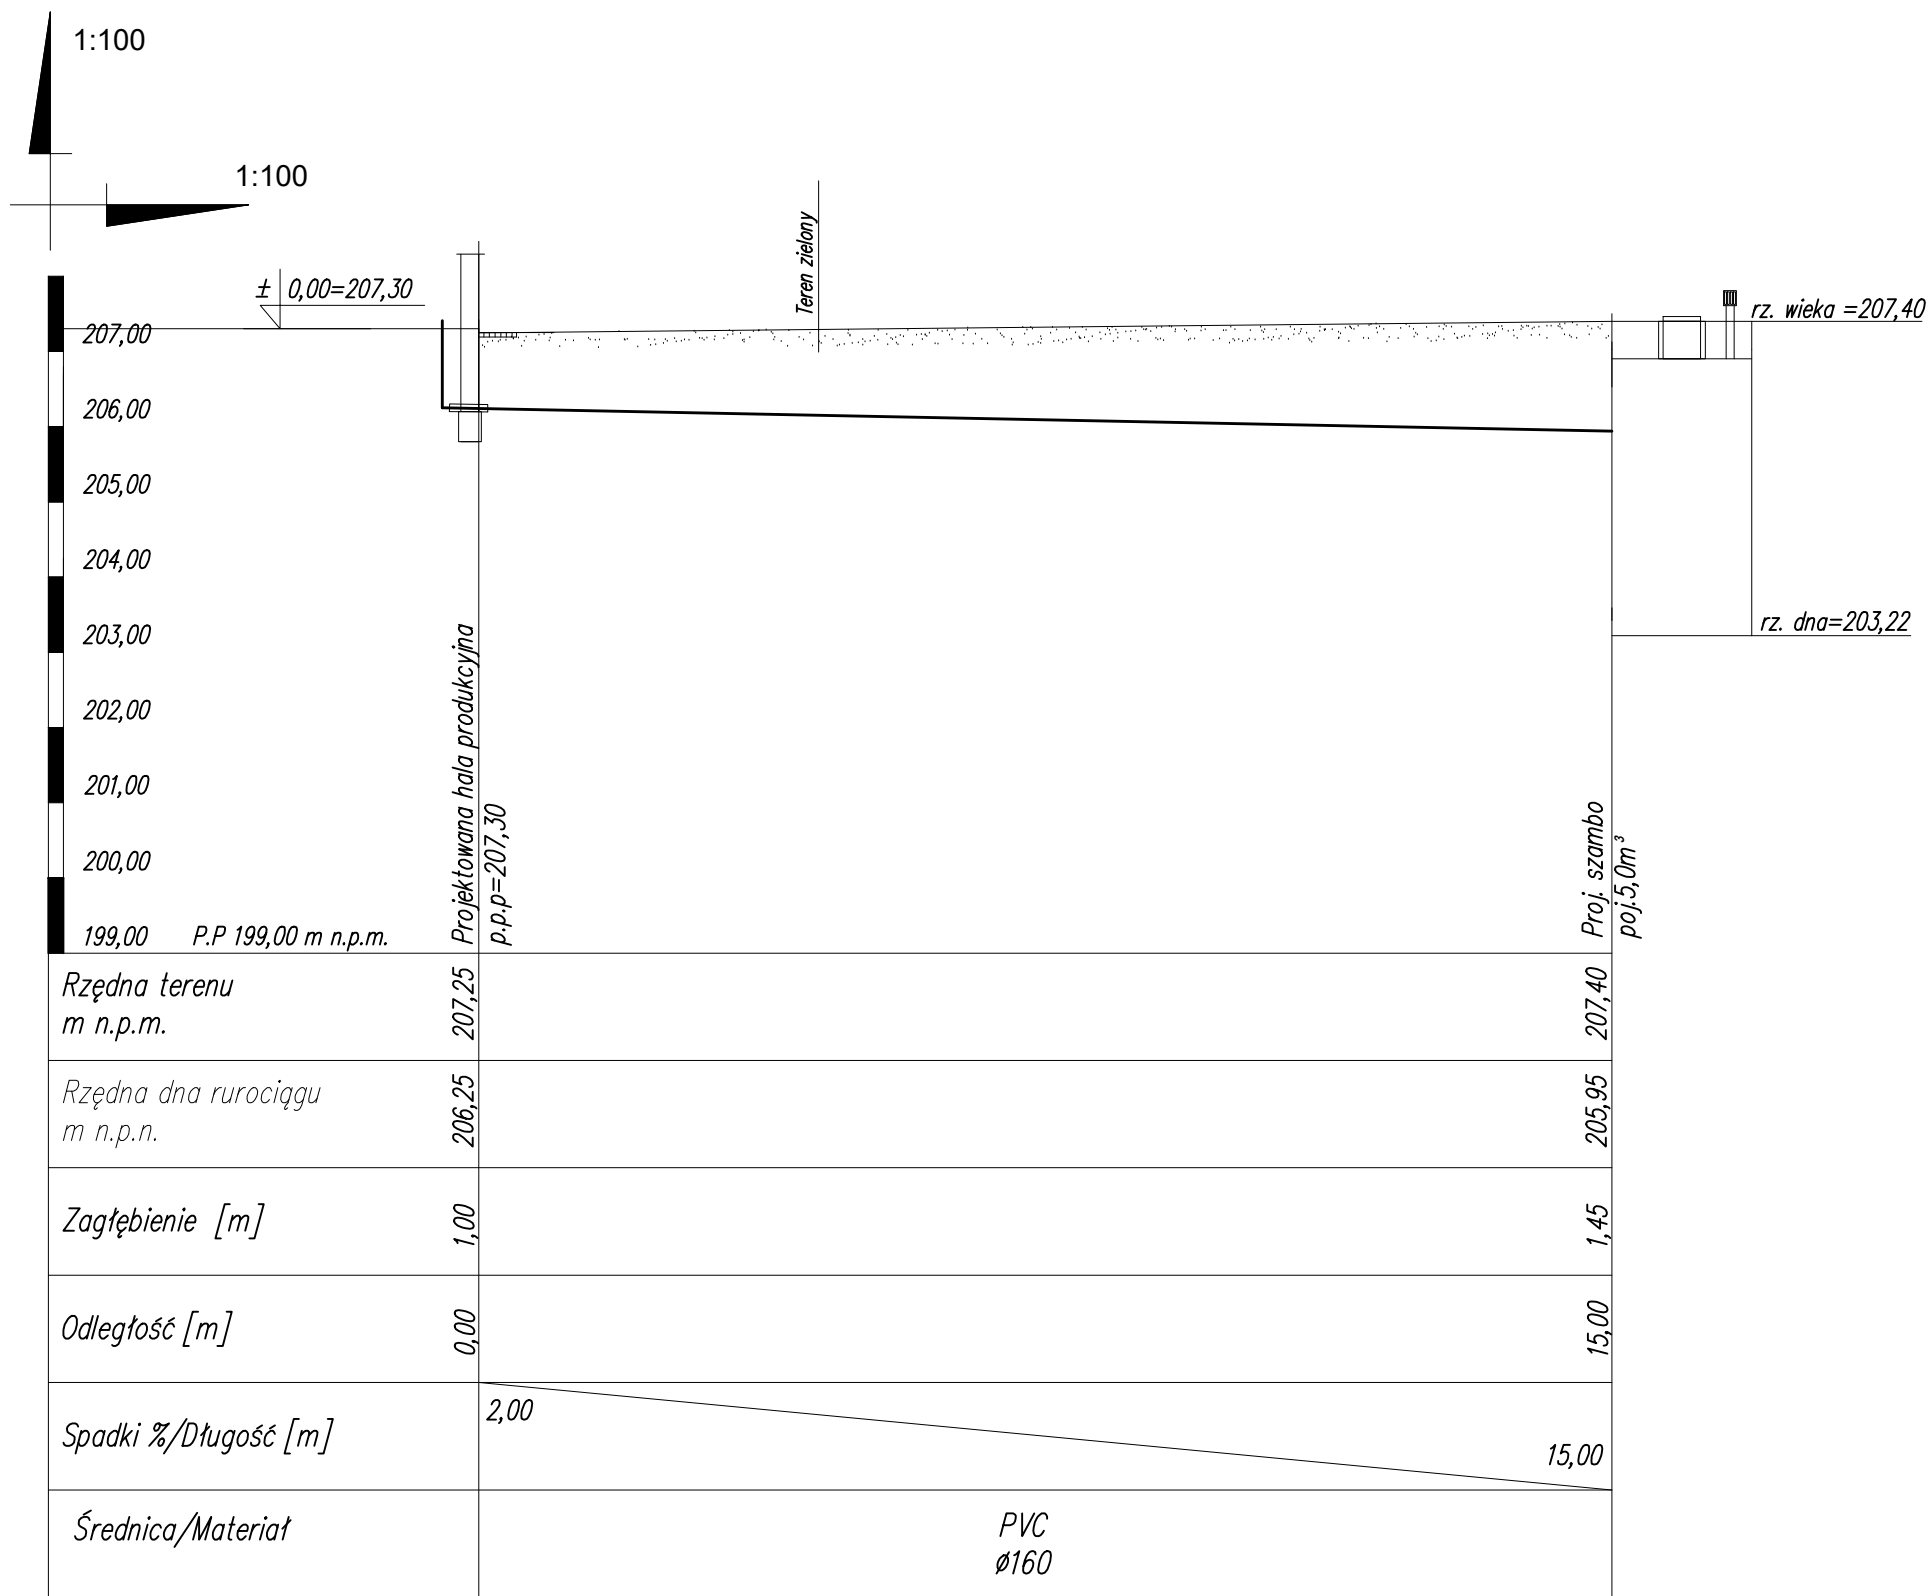 1:100
1:100
Teren zielony
± 0,00=207,30
rz. wieka =207,40
207,00
206,00
205,00
204,00
203,00
202,00
201,00
200,00
199,00 P.P 199,00 m n.p.m.
rz. dna=203,22
Projektowana hala produkcyjna
p.p.p=207,30
Proj. szambo
poj.5,0m³
Rzędna terenu
m n.p.m.
207,25
207,40
Rzędna dna rurociągu
m n.p.n.
206,25
205,95
Zagłębienie [m]
1,00
1,45
Odległość [m]
0,00
15,00
Spadki %/Długość [m]
2,00
15,00
Średnica/Materiał
PVC
ø160